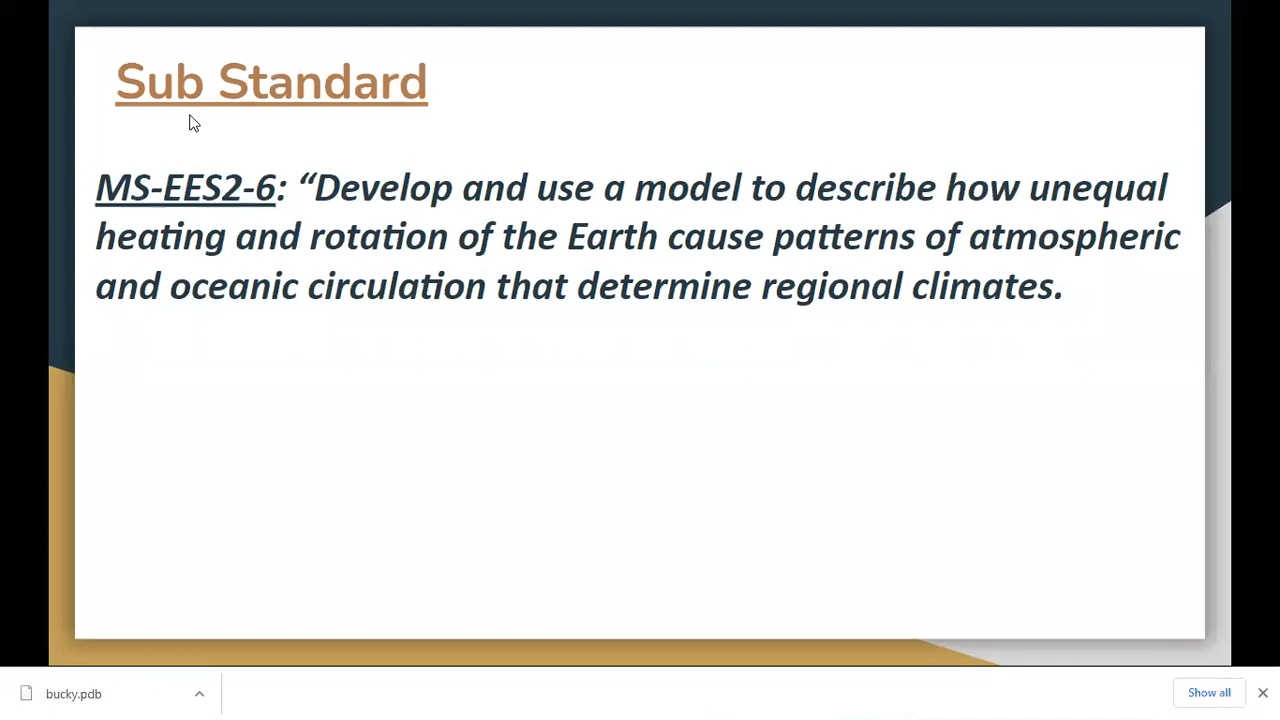 Sub Standard
MS-EES2-6: “Develop and use a model to describe how unequal
heating and rotation of the Earth cause patterns of atmospheric
and oceanic circulation that determine regional climates.
bucky.pdb
Show all